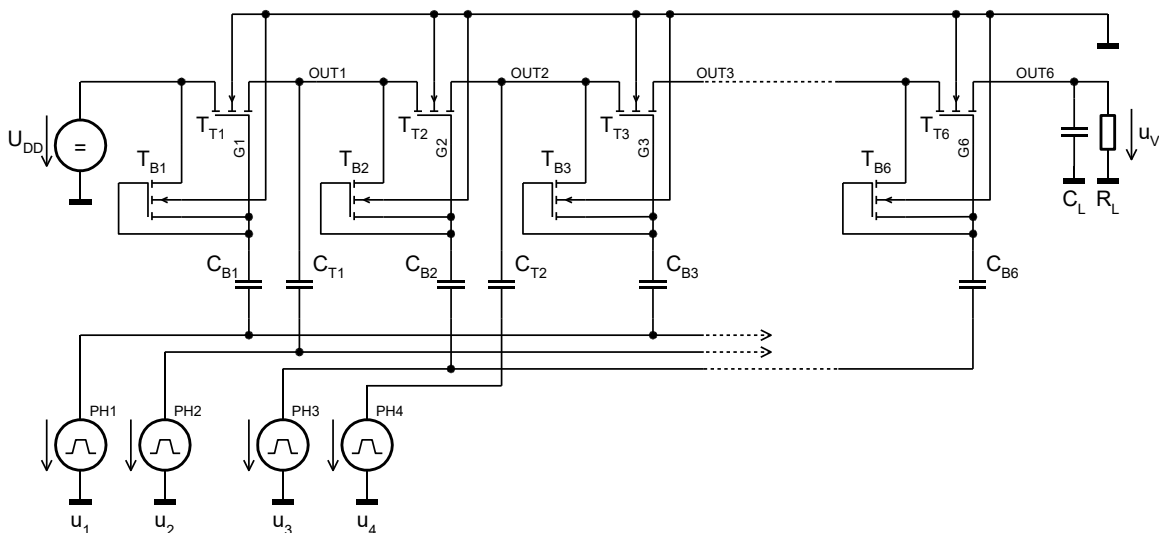 OUT1
OUT2
OUT3
OUT6
U_DD
=
T_T1
G1
T_T2
G2
T_T3
G3
T_T6
G6
u_V
T_B1
T_B2
T_B3
T_B6
C_L
R_L
C_B1
C_T1
C_B2
C_T2
C_B3
C_B6
PH1
PH2
PH3
PH4
u_1
u_2
u_3
u_4